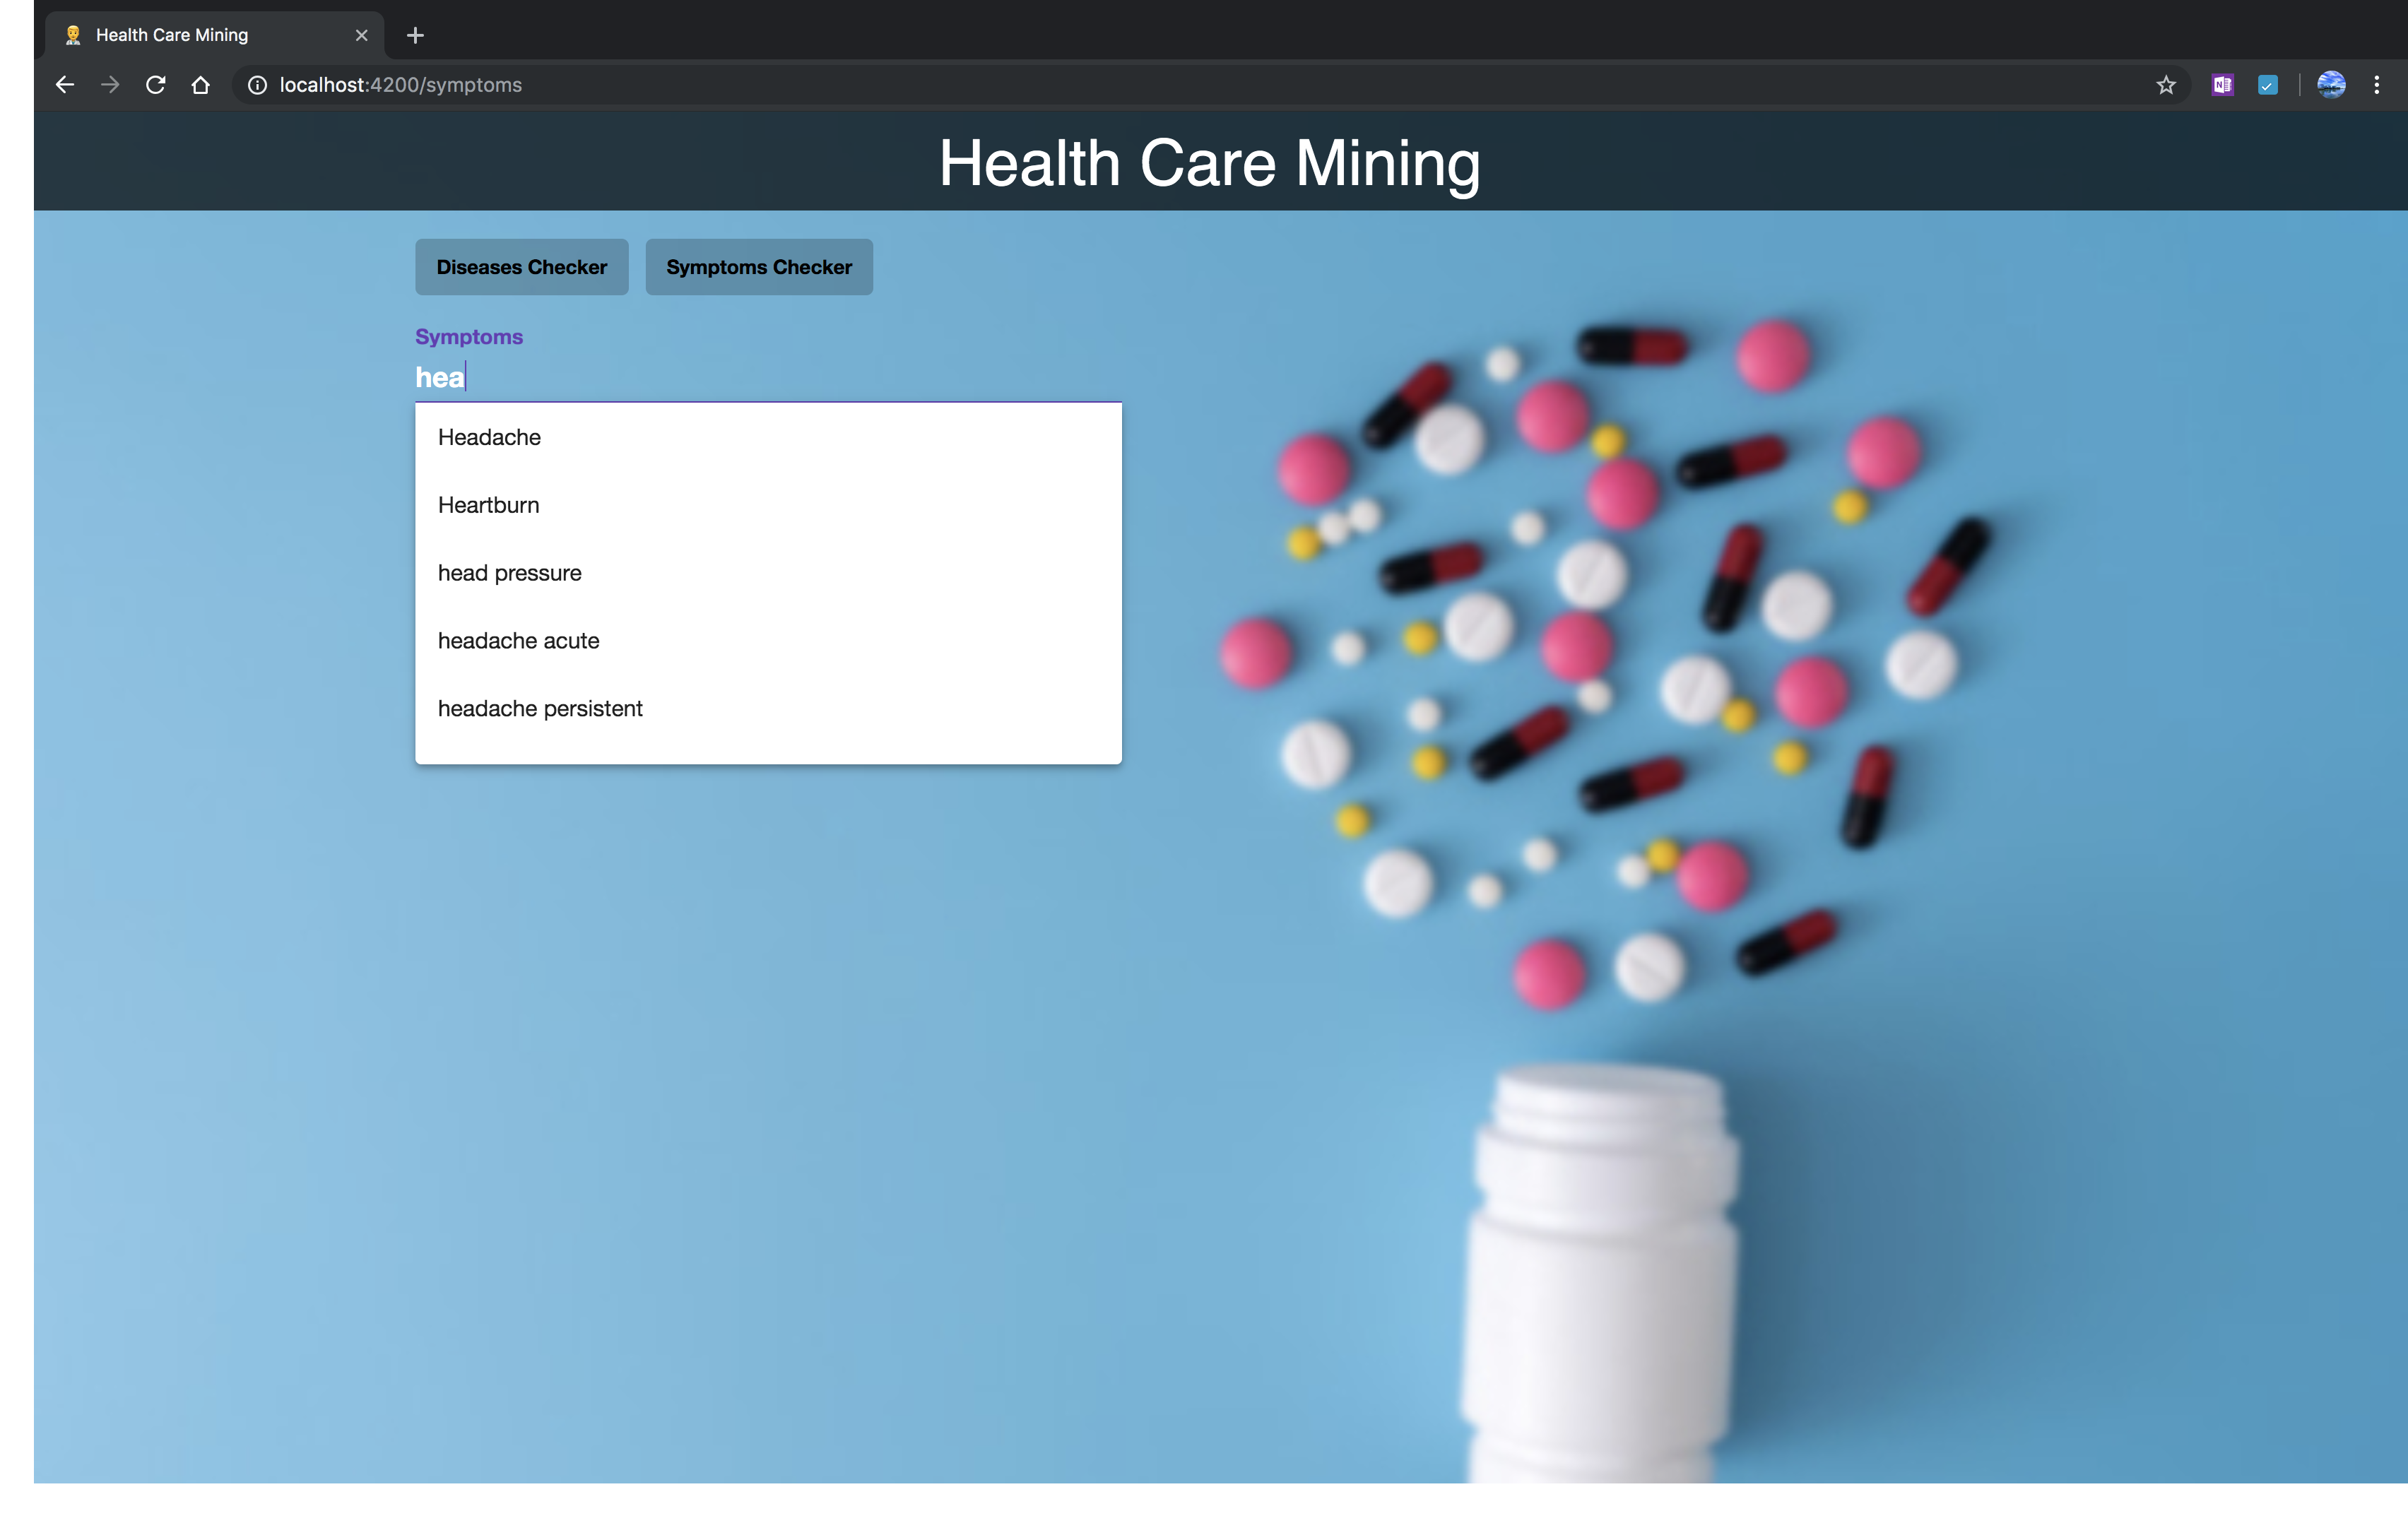 Health Care Mining
localhost:4200/symptoms
Health Care Mining
Diseases Checker Symptoms Checker
Symptoms
hea
Headache
Heartburn
head pressure
headache acute
headache persistent